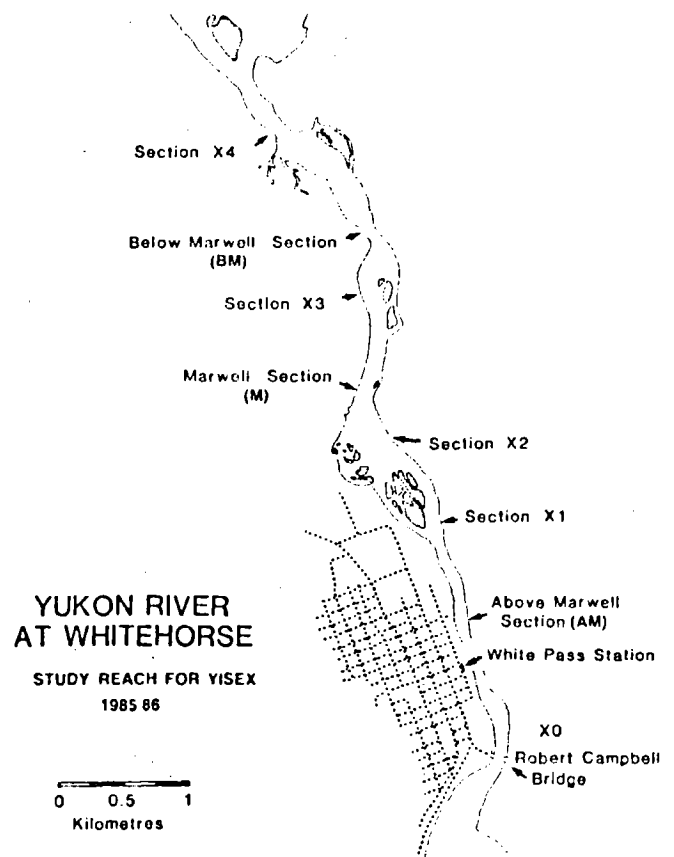 Section X4
Below Marwell Section
(BM)
Section X3
Marwell Section
(M)
Section X2
Section X1
YUKON RIVER
AT WHITEHORSE
STUDY REACH FOR YISEX
1985 86
Above Marwell
Section (AM)
White Pass Station
X0
Robert Campbell
Bridge
0 0.5 1
Kilometres